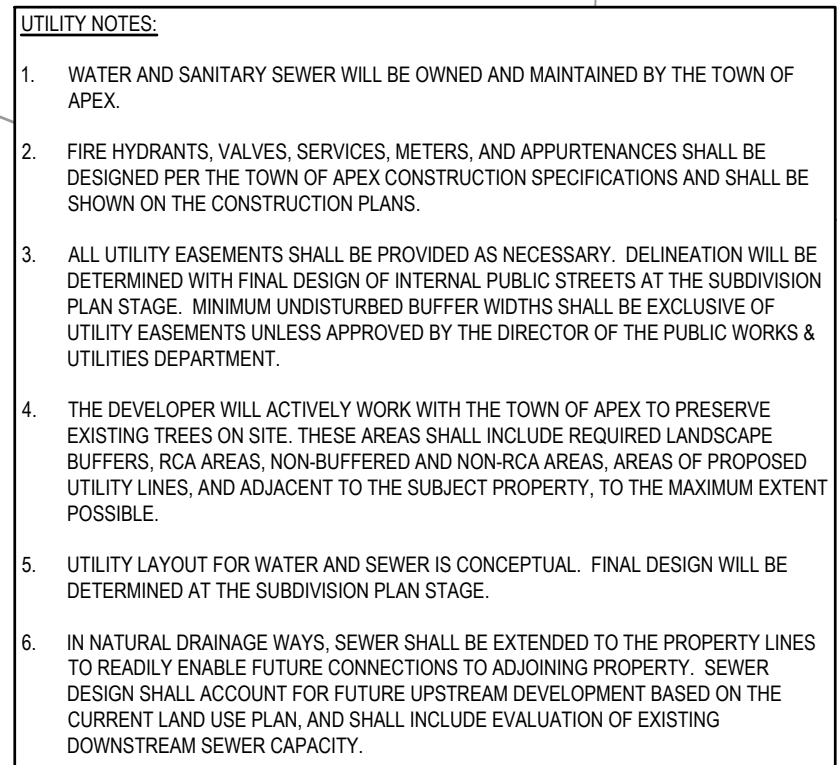 UTILITY NOTES:
1. WATER AND SANITARY SEWER WILL BE OWNED AND MAINTAINED BY THE TOWN OF
APEX.
2. FIRE HYDRANTS, VALVES, SERVICES, METERS, AND APPURTENANCES SHALL BE
DESIGNED PER THE TOWN OF APEX CONSTRUCTION SPECIFICATIONS AND SHALL BE
SHOWN ON THE CONSTRUCTION PLANS.
3. ALL UTILITY EASEMENTS SHALL BE PROVIDED AS NECESSARY. DELINEATION WILL BE
DETERMINED WITH FINAL DESIGN OF INTERNAL PUBLIC STREETS AT THE SUBDIVISION
PLAN STAGE. MINIMUM UNDISTURBED BUFFER WIDTHS SHALL BE EXCLUSIVE OF
UTILITY EASEMENTS UNLESS APPROVED BY THE DIRECTOR OF THE PUBLIC WORKS &
UTILITIES DEPARTMENT.
4. THE DEVELOPER WILL ACTIVELY WORK WITH THE TOWN OF APEX TO PRESERVE
EXISTING TREES ON SITE. THESE AREAS SHALL INCLUDE REQUIRED LANDSCAPE
BUFFERS, RCA AREAS, NON-BUFFERED AND NON-RCA AREAS, AREAS OF PROPOSED
UTILITY LINES, AND ADJACENT TO THE SUBJECT PROPERTY, TO THE MAXIMUM EXTENT
POSSIBLE.
5. UTILITY LAYOUT FOR WATER AND SEWER IS CONCEPTUAL. FINAL DESIGN WILL BE
DETERMINED AT THE SUBDIVISION PLAN STAGE.
6. IN NATURAL DRAINAGE WAYS, SEWER SHALL BE EXTENDED TO THE PROPERTY LINES
TO READILY ENABLE FUTURE CONNECTIONS TO ADJOINING PROPERTY. SEWER
DESIGN SHALL ACCOUNT FOR FUTURE UPSTREAM DEVELOPMENT BASED ON THE
CURRENT LAND USE PLAN, AND SHALL INCLUDE EVALUATION OF EXISTING
DOWNSTREAM SEWER CAPACITY.